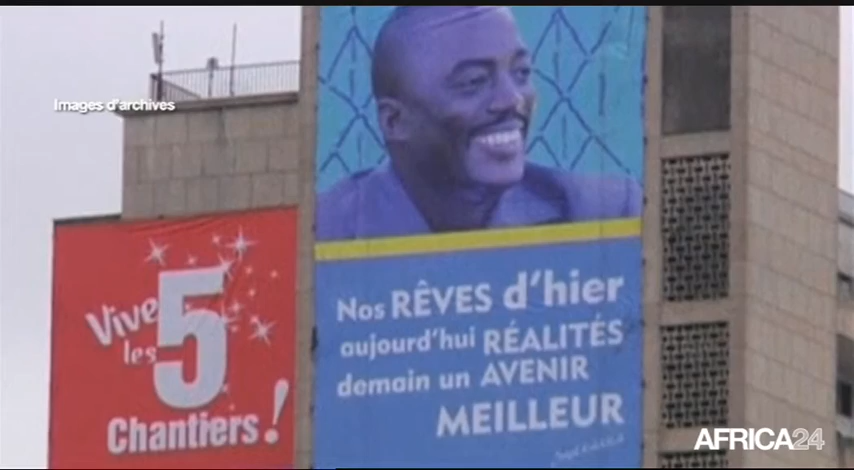 Images d'archives
Vive
les 5
Chantiers !
Nos RÊVES d'hier
aujourd'hui RÉALITÉS
demain un AVENIR
MEILLEUR
AFRICA24